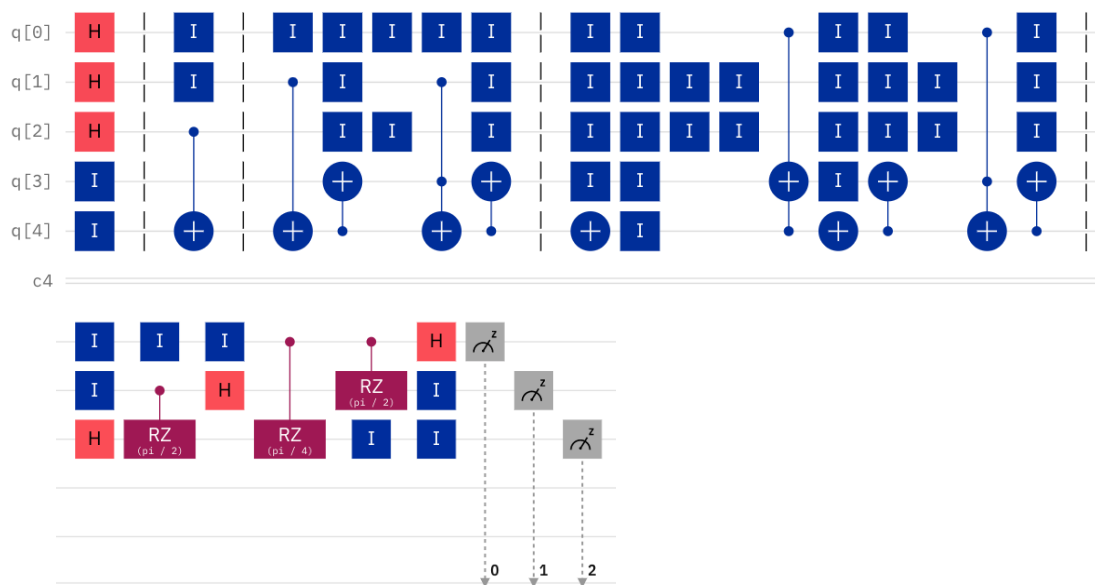 q[0] H I I I I I I I I I I I
q[1] H I I I I I I I I I I I
q[2] H I I I I I I I I I I I
q[3] I I I I
q[4] I I
c4
I I I H z
I H RZ I z
(pi / 2)
H RZ RZ I I z
(pi / 2) (pi / 4)
0 1 2